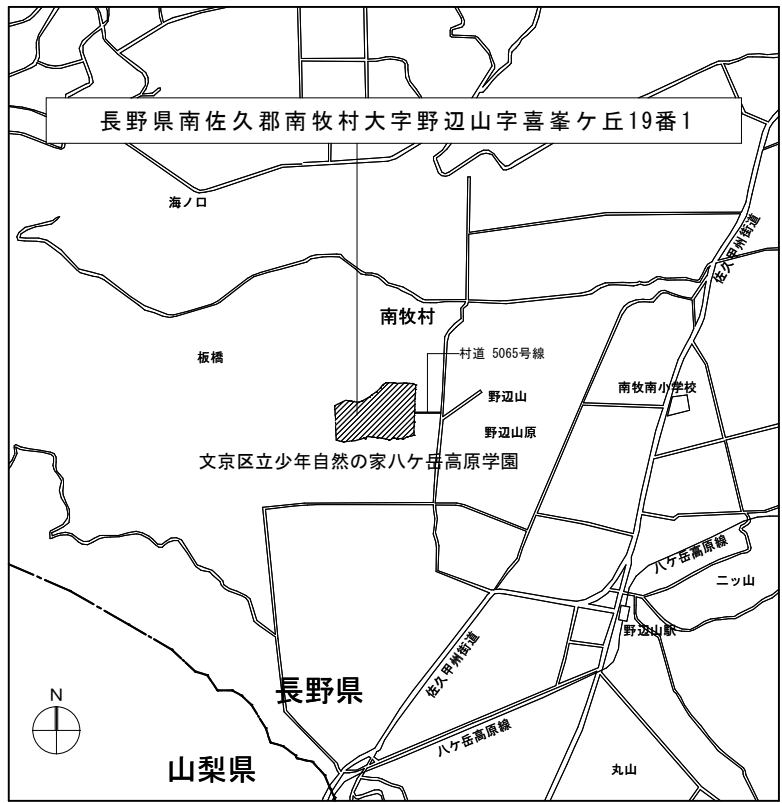 長野県南佐久郡南牧村大字野辺山字喜峯ケ丘19番1
海ノ口
佐久甲州街道
南牧村
板橋
村道 5065号線
南牧南小学校
野辺山
野辺山原
文京区立少年自然の家八ケ岳高原学園
八ケ岳高原線
二ッ山
野辺山駅
佐久甲州街道
長野県
N
八ケ岳高原線
山梨県
丸山